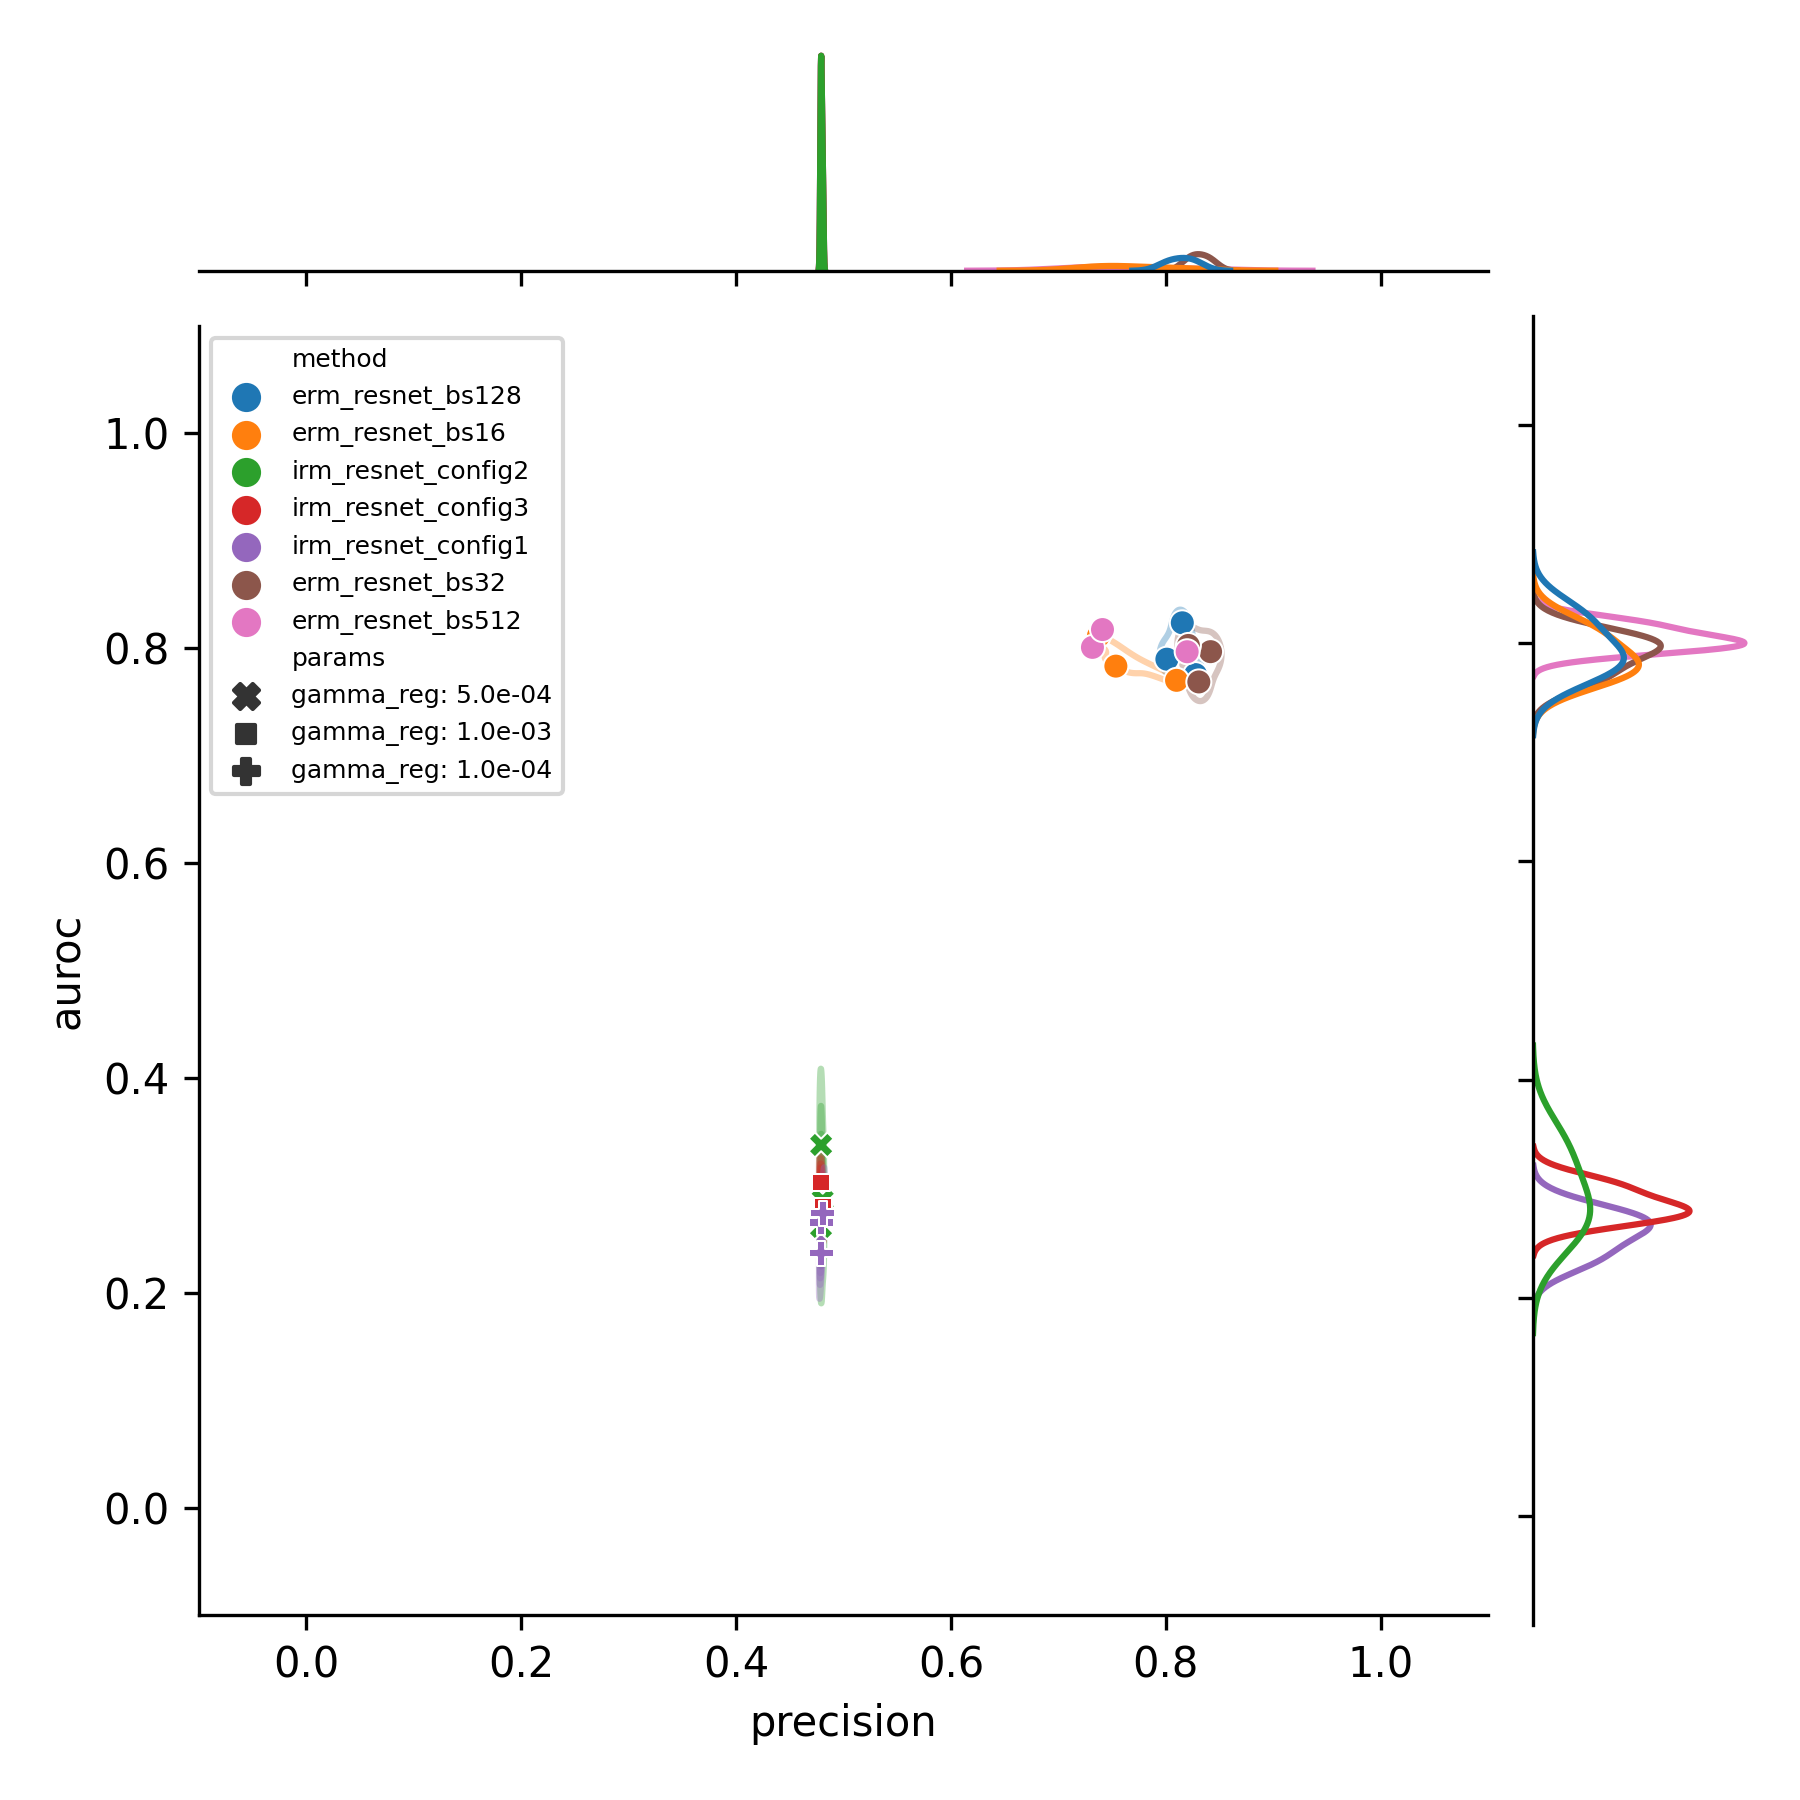 method
erm_resnet_bs128
erm_resnet_bs16
irm_resnet_config2
irm_resnet_config3
irm_resnet_config1
erm_resnet_bs32
erm_resnet_bs512
params
gamma_reg: 5.0e-04
gamma_reg: 1.0e-03
gamma_reg: 1.0e-04
1.0
0.8
0.6
0.4
0.2
0.0
auroc
0.0 0.2 0.4 0.6 0.8 1.0
precision